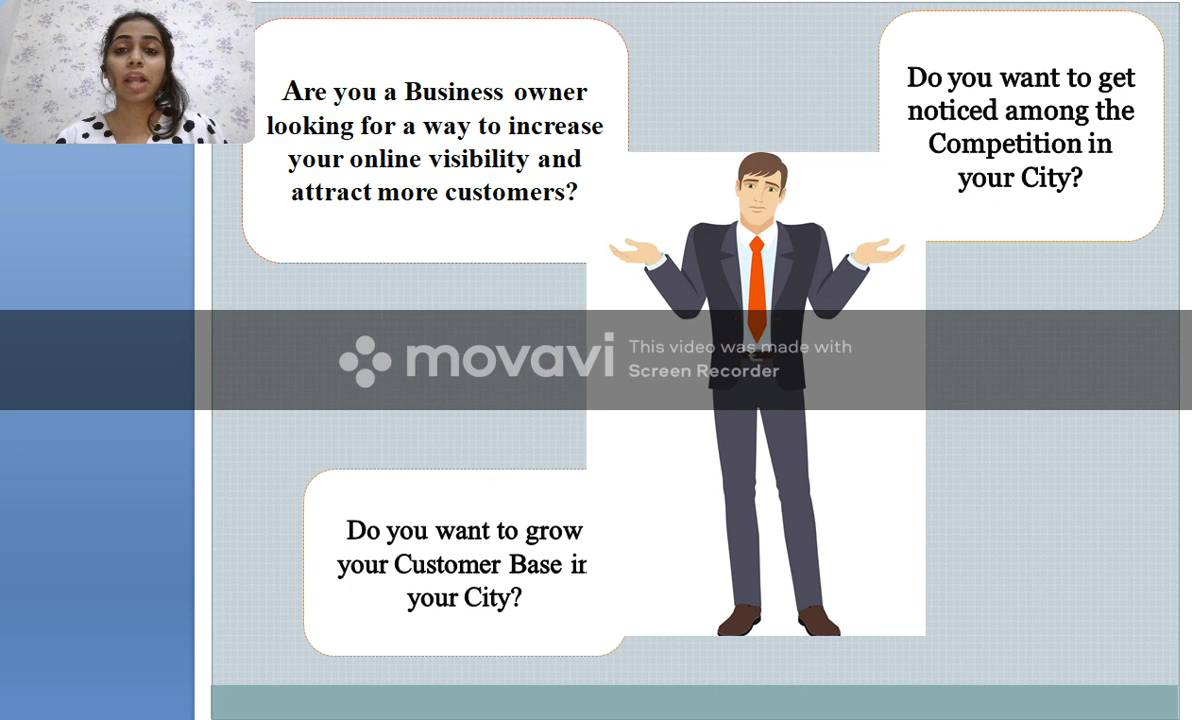 Are you a Business owner
looking for a way to increase
your online visibility and
attract more customers?
Do you want to get
noticed among the
Competition in
your City?
movavi
This video was made with
Screen Recorder
Do you want to grow
your Customer Base in
your City?